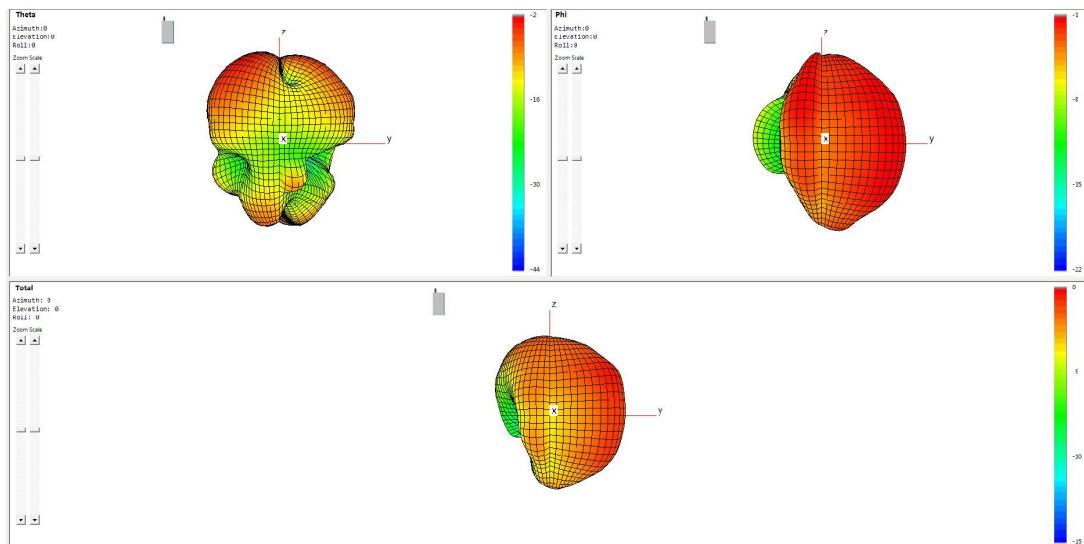 Theta
Azimuth:0
Elevation:0
Roll:0
Zoom Scale
z
x
y
-2
-16
-30
-44
Phi
Azimuth:0
Elevation:0
Roll:0
Zoom Scale
z
x
y
-1
-8
-15
-22
Total
Azimuth: 0
Elevation: 0
Roll: 0
Zoom Scale
z
x
y
0
5
-10
-15